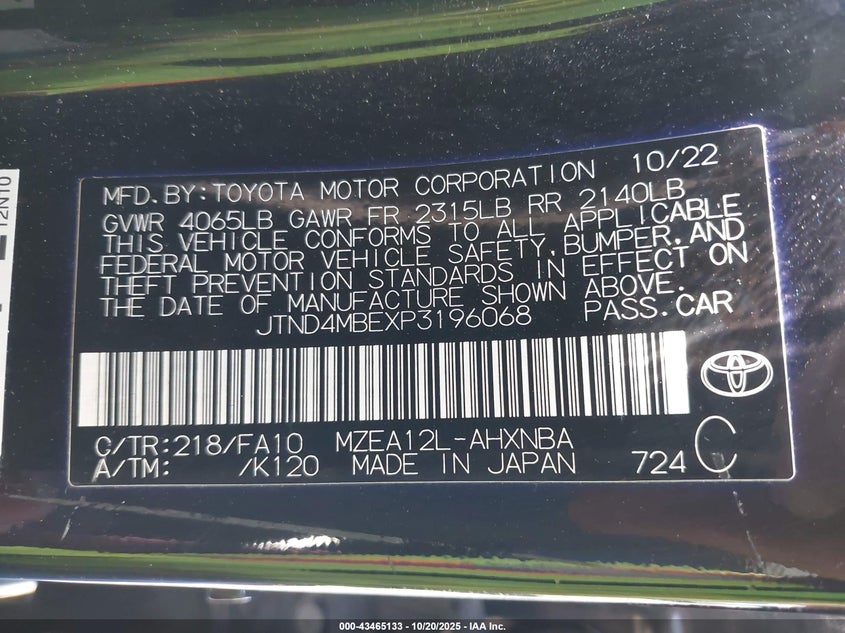 12N10
MFD.BY:TOYOTA MOTOR CORPORATION 10/22
GVWR 4065LB GAWR FR 2315LB RR 2140LB
THIS VEHICLE CONFORMS TO ALL APPLICABLE
FEDERAL MOTOR VEHICLE SAFETY,BUMPER,AND
THEFT PREVENTION STANDARDS IN EFFECT ON
THE DATE OF MANUFACTURE SHOWN ABOVE.
JTND4MBEXP3196068 PASS.CAR
C/TR:218/FA10 MZEA12L-AHXNBA
A/TM: /K120 MADE IN JAPAN 724 C
000-43465133 - 10/20/2025 - IAA Inc.